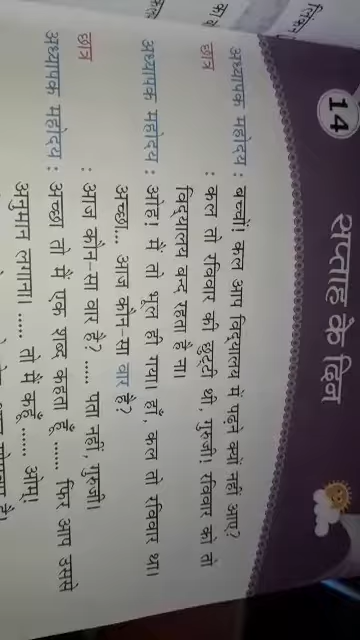 14
सप्ताह के दिन
अध्यापक महोदय : बच्चों! कल आप विद्यालय में पढ़ने क्यों नहीं आए?
छात्र : कल तो रविवार की छुट्टी थी, गुरुजी! रविवार को तो
विद्यालय बन्द रहता है ना।
अध्यापक महोदय : ओह! मैं तो भूल ही गया। हाँ, कल तो रविवार था।
अच्छा... आज कौन-सा वार है?
छात्र : आज कौन-सा वार है?..... पता नहीं, गुरुजी।
अध्यापक महोदय : अच्छा तो मैं एक शब्द कहता हूँ ...... फिर आप उससे
अनुमान लगाना। ..... तो मैं कहूँ ...... ओम्!